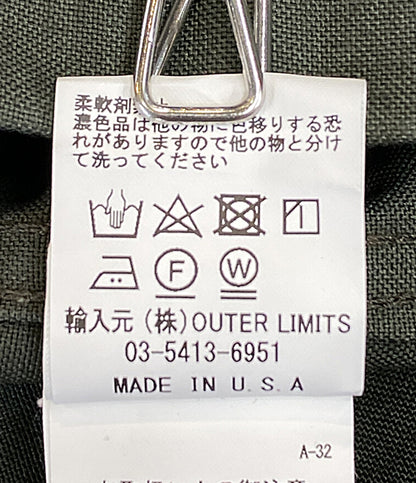 柔軟剤
濃色品は他の物に色移りする恐
れがありますので他の物と分け
て洗ってください
F W
輸入元 (株) OUTER LIMITS
03-5413-6951
MADE IN U.S.A
A-32